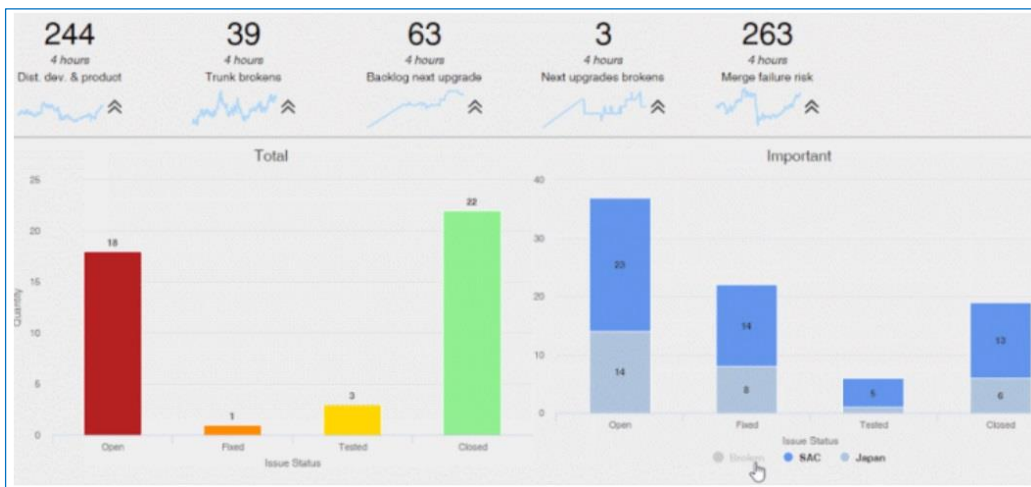 244
39
63
3
263
4 hours
4 hours
4 hours
4 hours
4 hours
Dist. dev. & product
Trunk brokens
Backlog next upgrade
Next upgrades brokens
Merge failure risk
Total
Quantity
25
20
15
10
5
0
18
1
3
22
Open
Fixed
Tested
Closed
Issue Status
Important
40
30
20
10
0
23
14
5
13
14
8
6
Open
Fixed
Tested
Closed
Issue Status
Broken
SAC
Japan